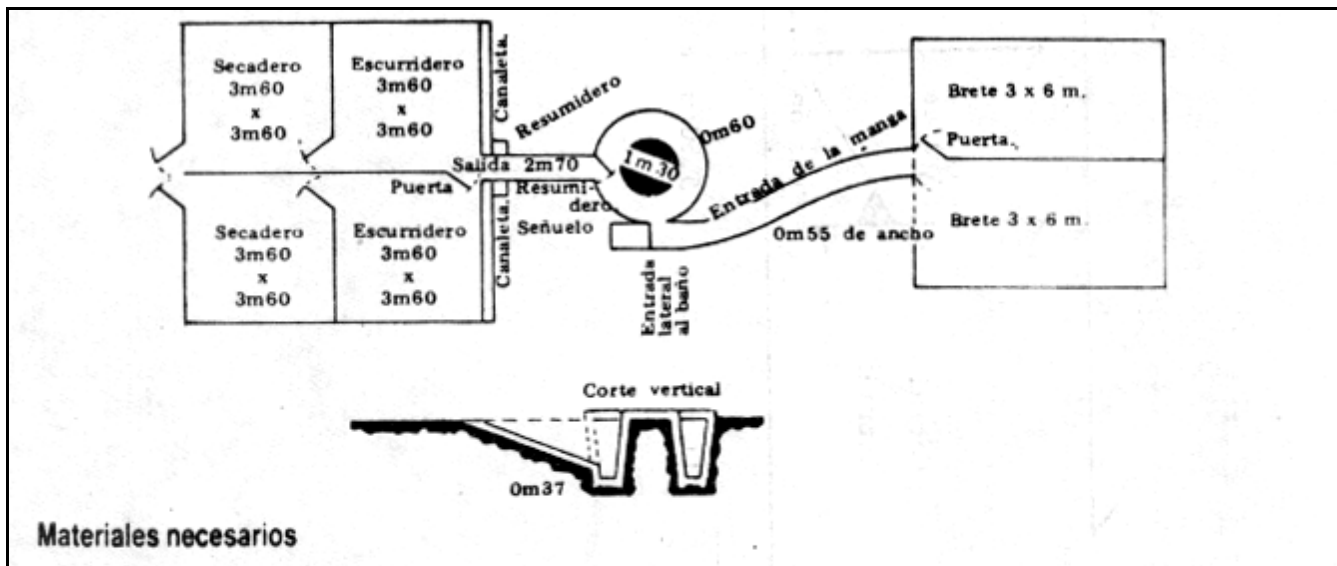 Secadero
3m60
x
3m60
Escurridero
3m60
x
3m60
Canaleta.
Resumidero
0m60
1m.30
Entrada de la manga
Brete 3 x 6 m.
Puerta.
Salida 2m70
Puerta
Resumi-
dero
Señuelo
Canaleta.
Secadero
3m60
x
3m60
Escurridero
3m60
x
3m60
Entrada
lateral
al baño
0m55 de ancho
Brete 3 x 6 m.
Corte vertical
0m37
Materiales necesarios